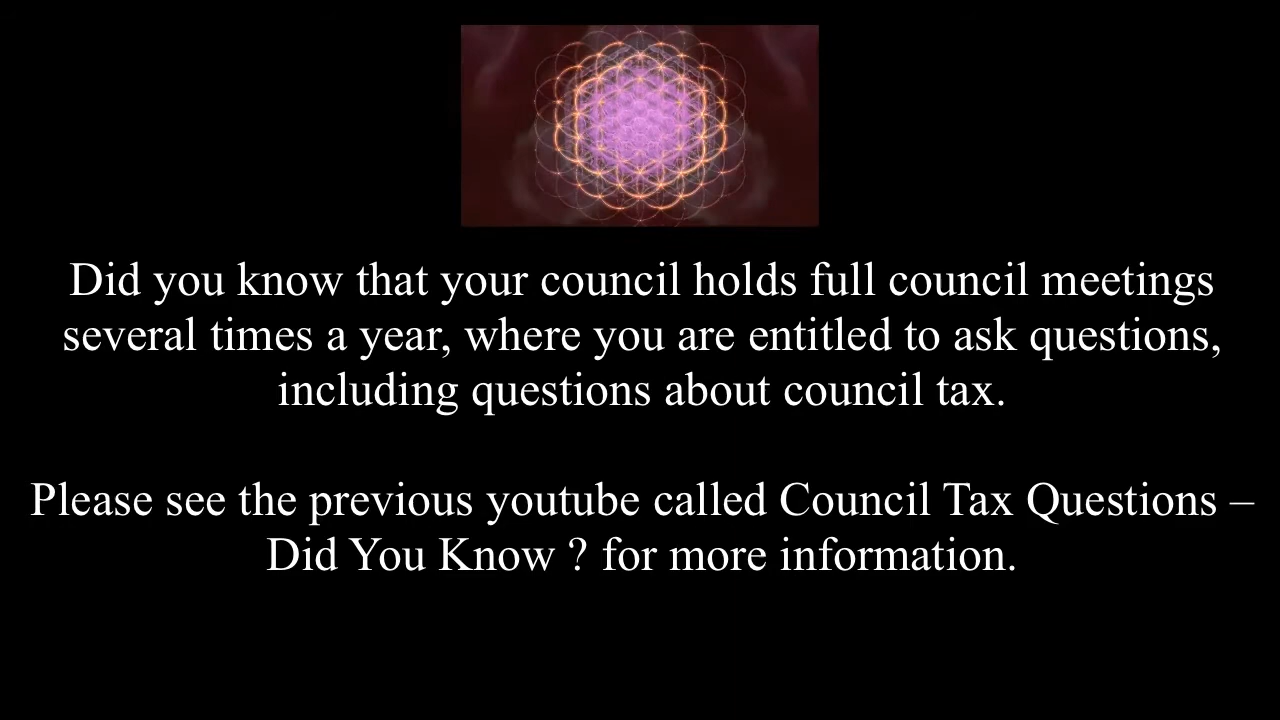 Did you know that your council holds full council meetings
several times a year, where you are entitled to ask questions,
including questions about council tax.
Please see the previous youtube called Council Tax Questions –
Did You Know ? for more information.